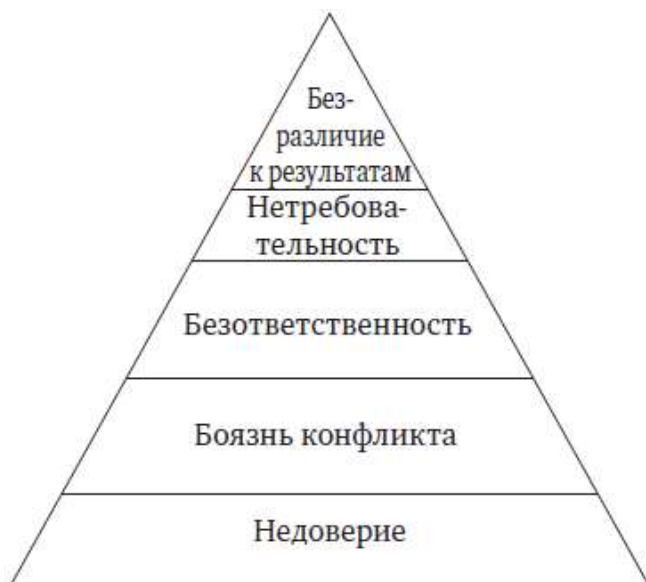 Без-
различие
к результатам
Нетребова-
тельность
Безответственность
Боязнь конфликта
Недоверие